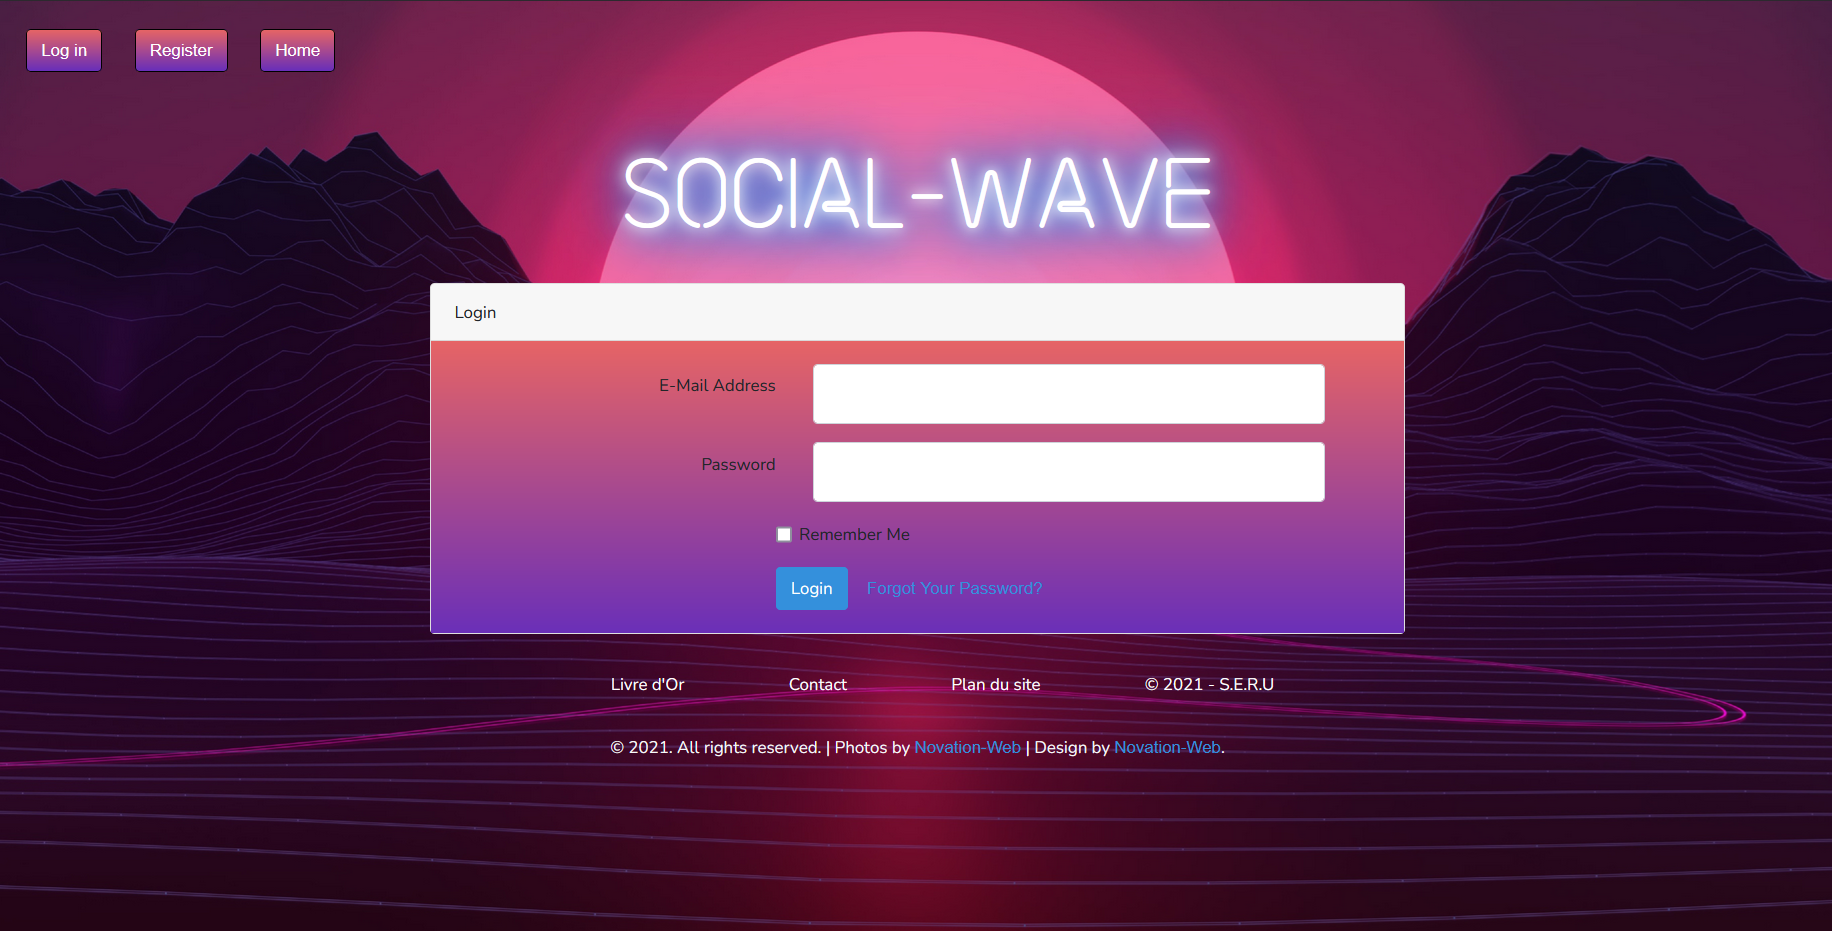 Log in Register Home
SOCIAL-WAVE
Login
E-Mail Address
Password
Remember Me
Login Forgot Your Password?
Livre d'Or Contact Plan du site © 2021 - S.E.R.U
© 2021. All rights reserved. | Photos by Novation-Web | Design by Novation-Web.